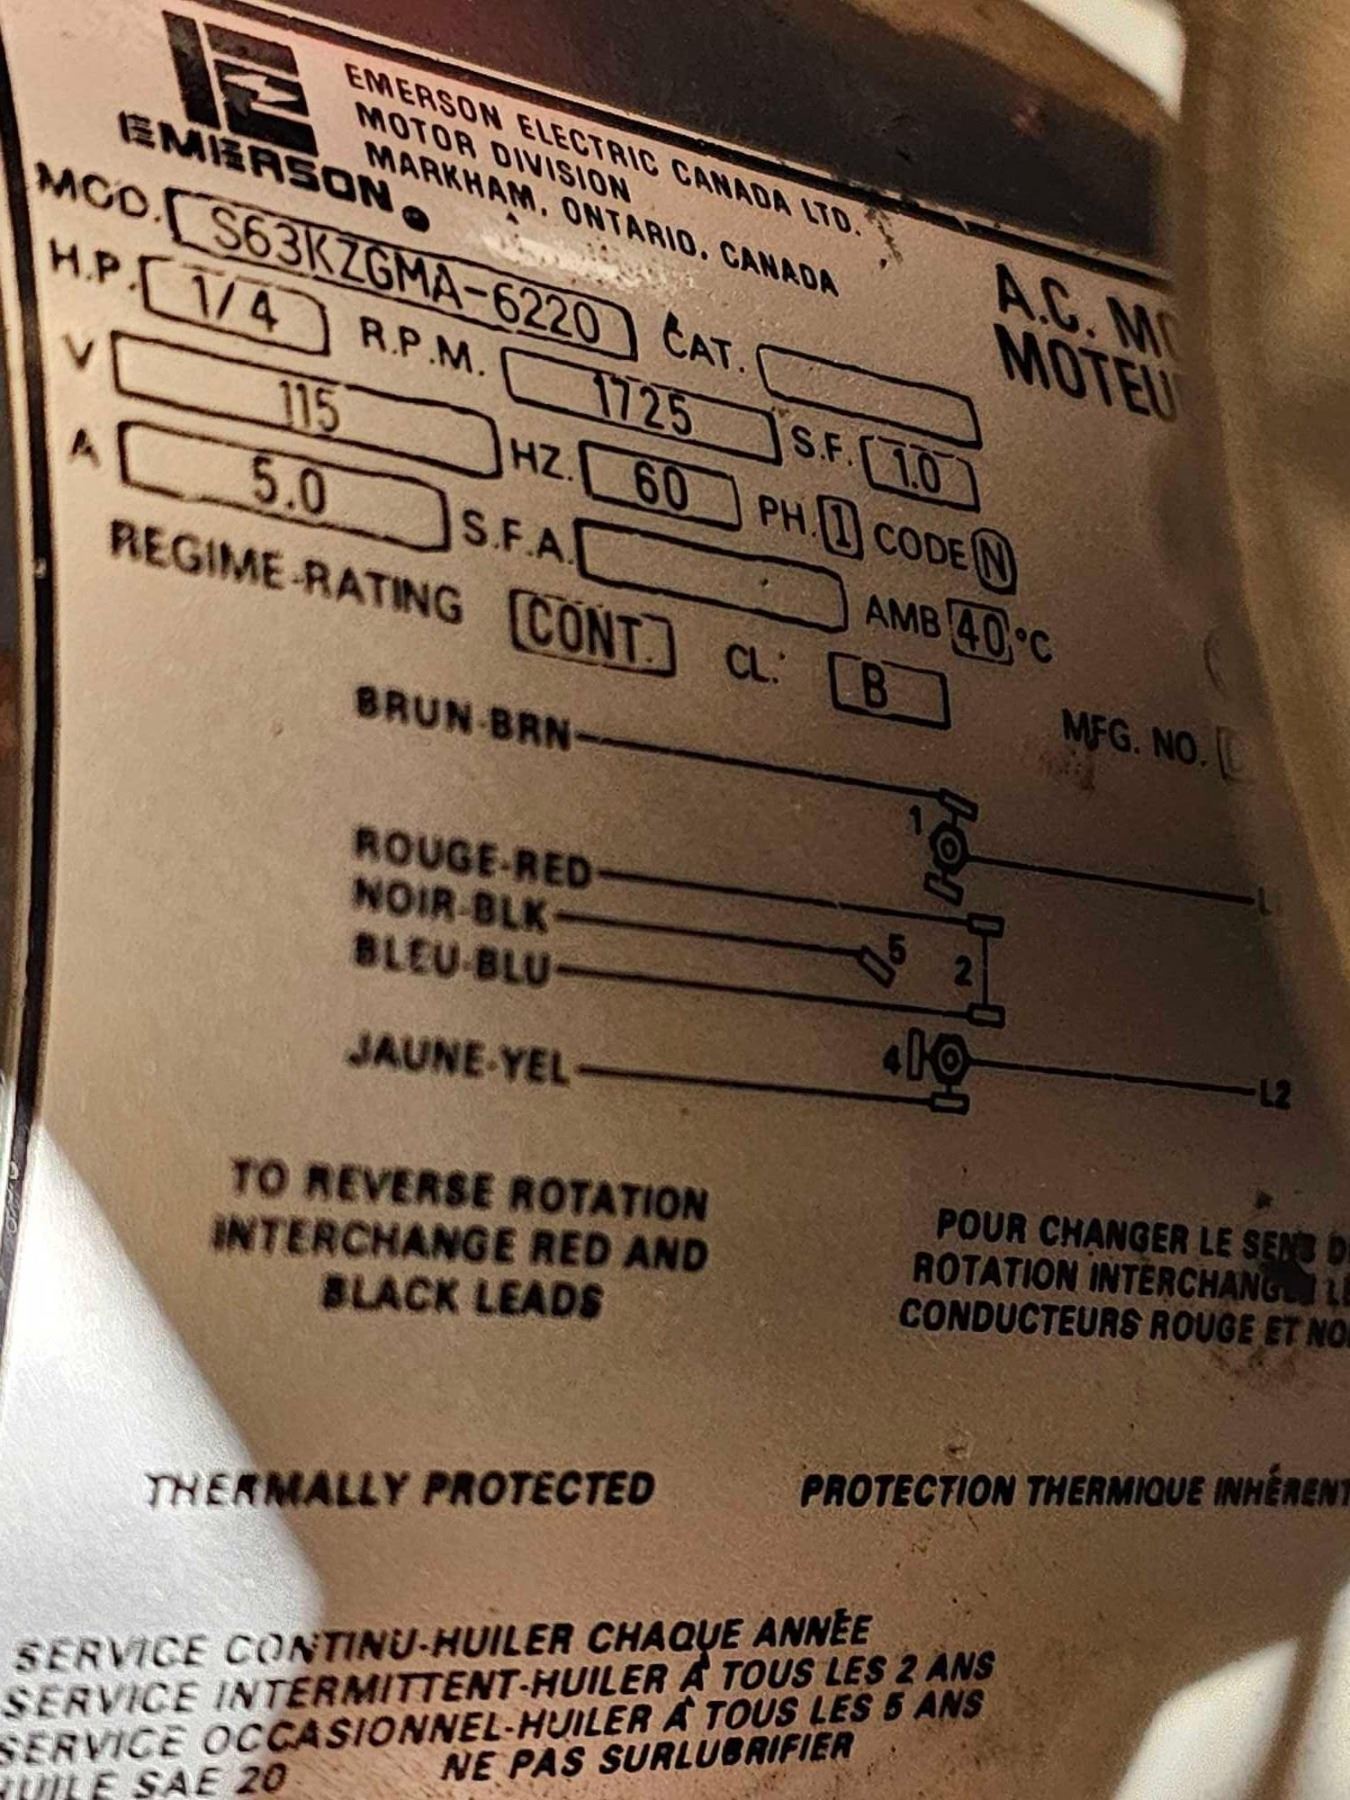 EMERSON
EMERSON ELECTRIC CANADA LTD.
MOTOR DIVISION
MARKHAM, ONTARIO, CANADA
A.C.
MOD. S63KZGMA-6220 CAT.
H.P. 1/4 R.P.M. 1725 S.F. 1.0
V 115 HZ. 60 PH. 1 CODE N
A 5.0 S.F.A. AMB 40 °C
REGIME-RATING CONT. CL: B
MFG. NO.
BRUN-BRN
1
ROUGE-RED
NOIR-BLK
5
2
BLEU-BLU
JAUNE-YEL
4
L2
TO REVERSE ROTATION
INTERCHANGE RED AND
BLACK LEADS
POUR CHANGER LE SENS
ROTATION INTERCHANGER
CONDUCTEURS ROUGE ET
THERMALLY PROTECTED
PROTECTION THERMIQUE
SERVICE CONTINU-HUILER CHAQUE ANNÉE
SERVICE INTERMITTENT-HUILER À TOUS LES 2 ANS
SERVICE OCCASIONNEL-HUILER À TOUS LES 5 ANS
HUILE SAE 20 NE PAS SURLUBRIFIER